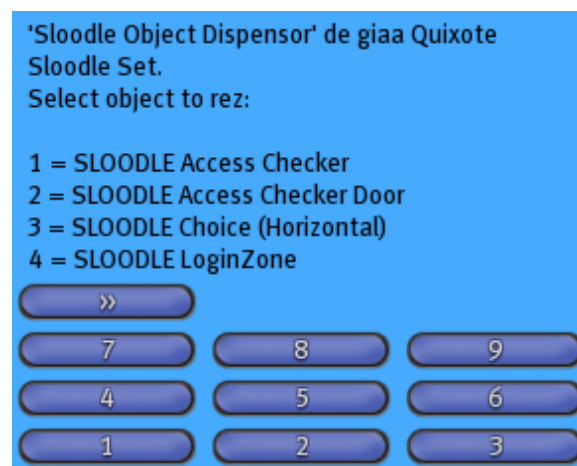 'Sloodle Object Dispensor' de giaa Quixote
Sloodle Set.
Select object to rez:
1 = SLOODLE Access Checker
2 = SLOODLE Access Checker Door
3 = SLOODLE Choice (Horizontal)
4 = SLOODLE LoginZone
»
7 8 9
4 5 6
1 2 3